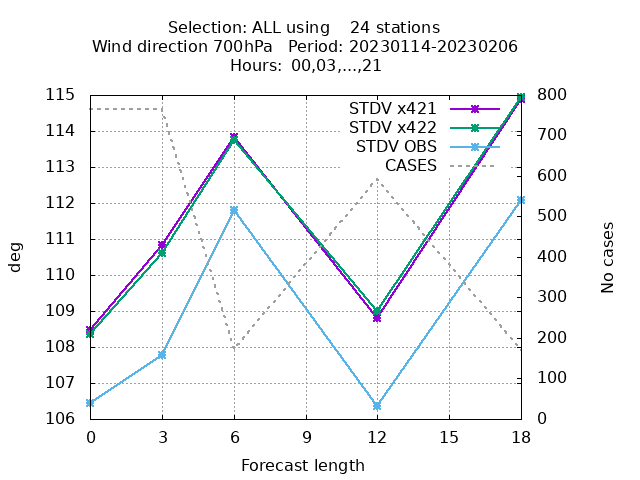 Selection: ALL using    24 stations
Wind direction 700hPa   Period: 20230114-20230206
Hours:  00,03,...,21
STDV x421
STDV x422
STDV OBS
CASES
115
114
113
112
111
110
109
108
107
106
800
700
600
500
400
300
200
100
0
deg
No cases
0 3 6 9 12 15 18
Forecast length